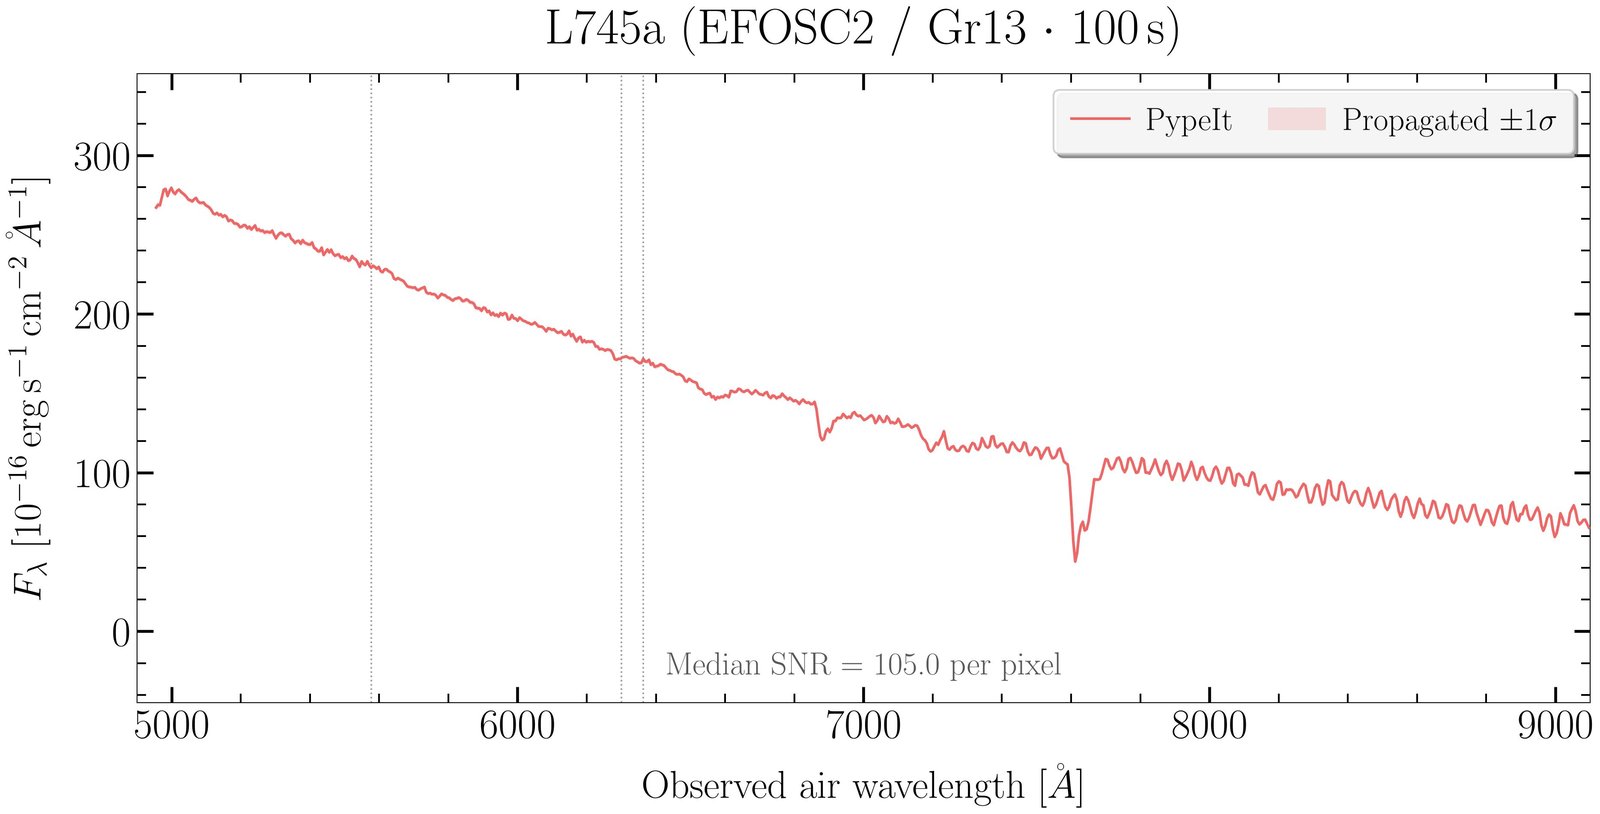 L745a (EFOSC2 / Gr13 · 100 s)
PypeIt Propagated ±1σ
300
200
100
0
F_λ [10^−16 erg s^−1 cm^−2 Å^−1]
Median SNR = 105.0 per pixel
5000 6000 7000 8000 9000
Observed air wavelength [Å]